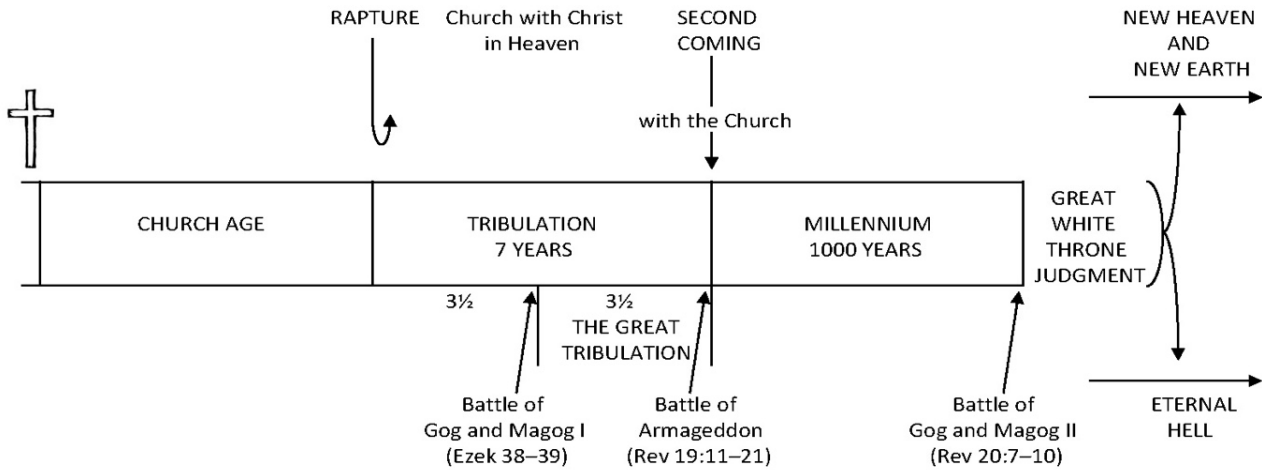 RAPTURE
Church with Christ
in Heaven
SECOND
COMING
NEW HEAVEN
AND
NEW EARTH
with the Church
CHURCH AGE
TRIBULATION
7 YEARS
MILLENNIUM
1000 YEARS
GREAT
WHITE
THRONE
JUDGMENT
3½
3½
THE GREAT
TRIBULATION
Battle of
Gog and Magog I
(Ezek 38–39)
Battle of
Armageddon
(Rev 19:11–21)
Battle of
Gog and Magog II
(Rev 20:7–10)
ETERNAL
HELL